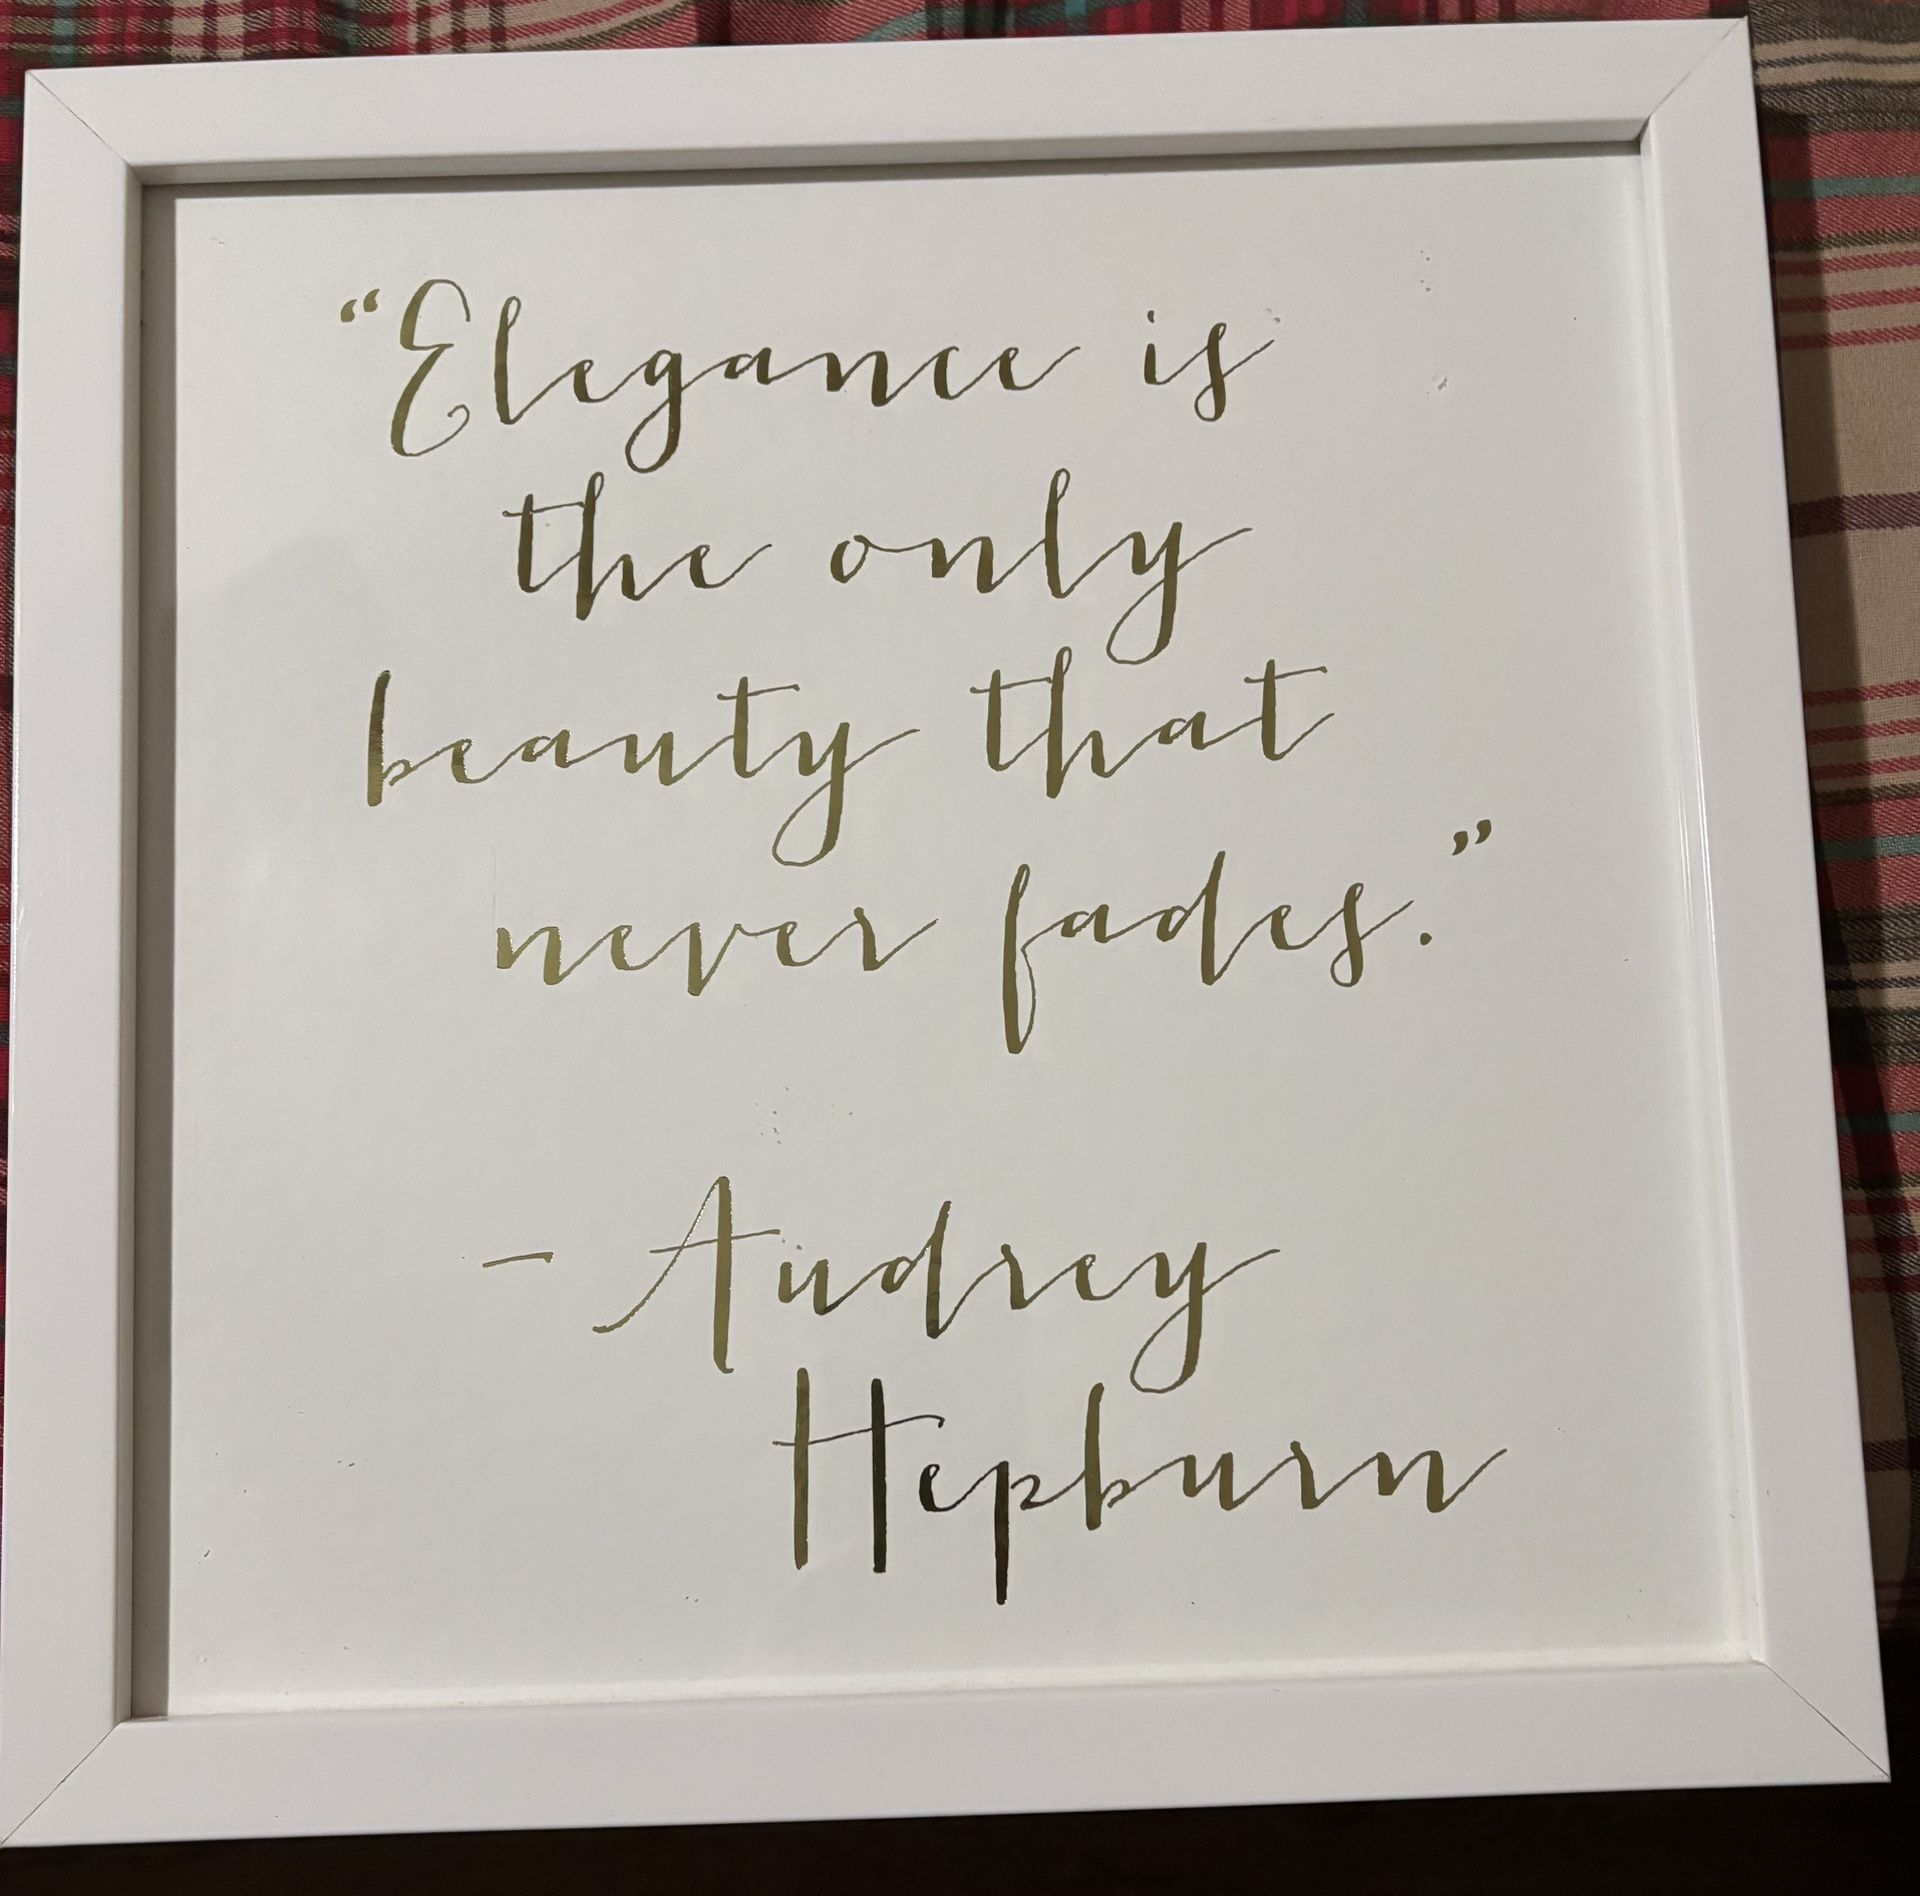 “Elegance is
the only
beauty that
never fades.”
- Audrey
Hepburn